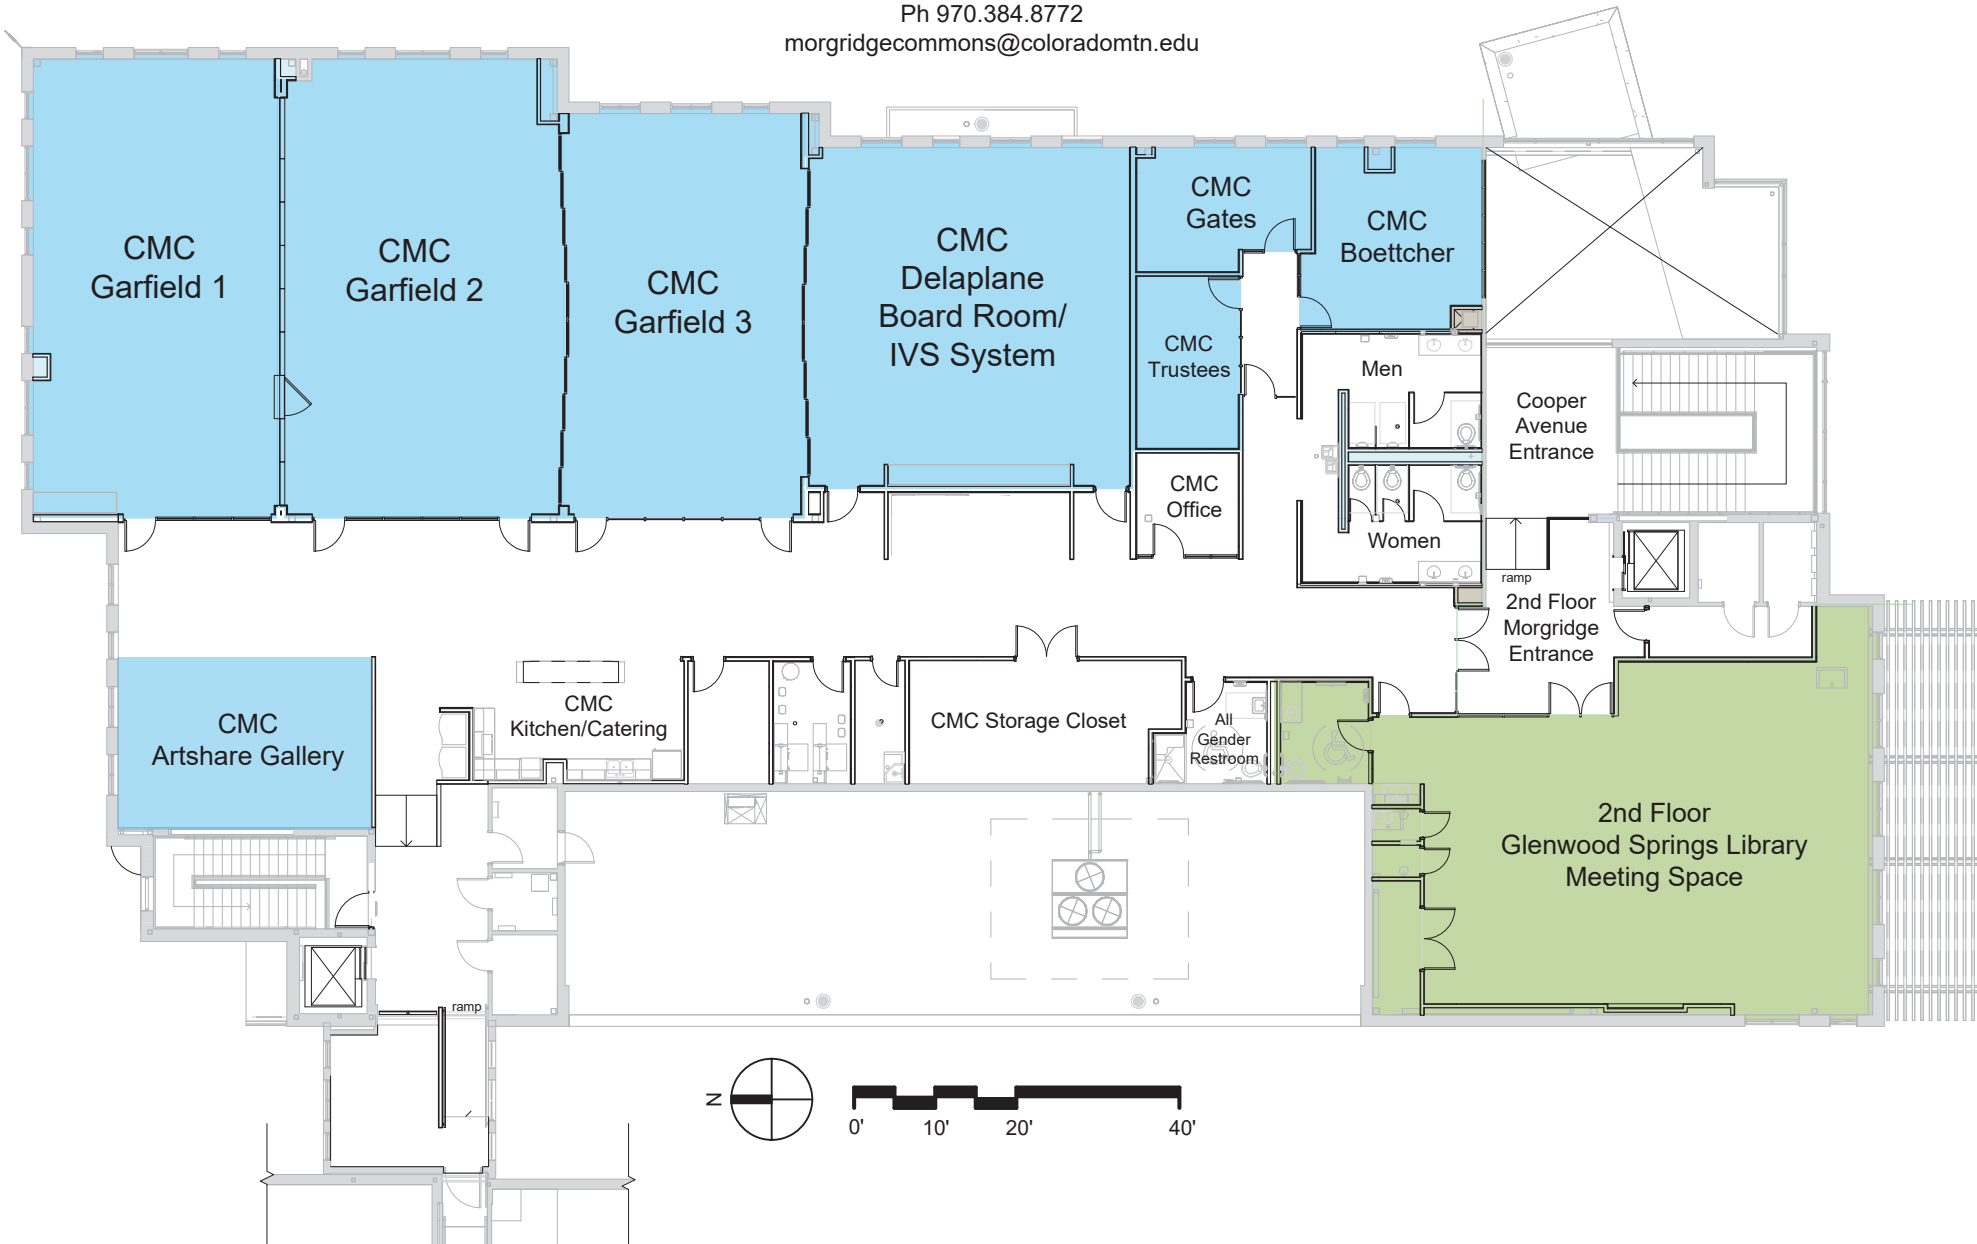 Ph 970.384.8772
morgridgecommons@coloradomtn.edu
CMC
Garfield 1
CMC
Garfield 2
CMC
Garfield 3
CMC
Delaplane
Board Room/
IVS System
CMC
Gates
CMC
Boettcher
CMC
Trustees
CMC
Office
Men
Women
Cooper
Avenue
Entrance
ramp
2nd Floor
Morgridge
Entrance
CMC
Artshare Gallery
CMC
Kitchen/Catering
CMC Storage Closet
All
Gender
Restroom
2nd Floor
Glenwood Springs Library
Meeting Space
ramp
N
0'
10'
20'
40'